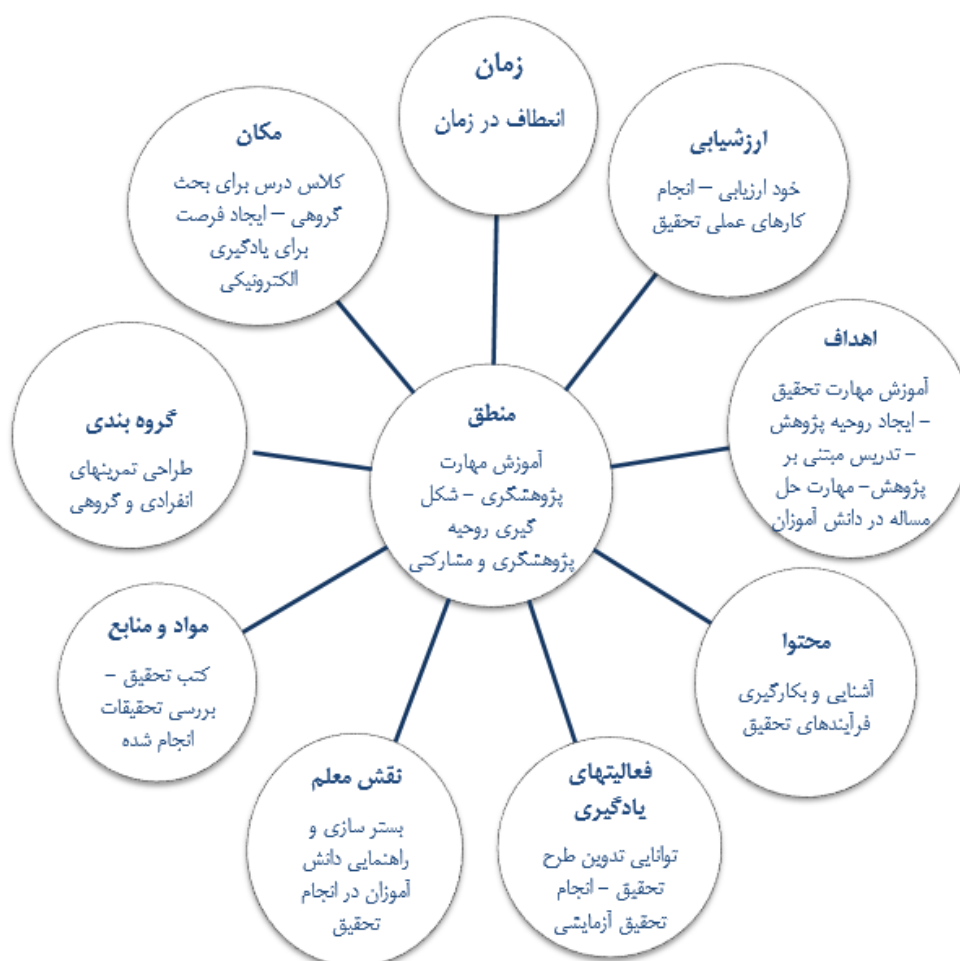 زمان
انعطاف در زمان
ارزشیابی
خود ارزیابی – انجام
کارهای عملی تحقیق
اهداف
آموزش مهارت تحقیق
– ایجاد روحیه پژوهش
– تدریس مبتنی بر
پژوهش– مهارت حل
مساله در دانش آموزان
محتوا
آشنایی و بکارگیری
فرآیندهای تحقیق
فعالیتهای
یادگیری
توانایی تدوین طرح
تحقیق – انجام
تحقیق آزمایشی
نقش معلم
بستر سازی و
راهنمایی دانش
آموزان در انجام
تحقیق
مواد و منابع
کتب تحقیق –
بررسی تحقیقات
انجام شده
گروه بندی
طراحی تمرینهای
انفرادی و گروهی
مکان
کلاس درس برای بحث
گروهی – ایجاد فرصت
برای یادگیری
الکترونیکی
منطق
آموزش مهارت
پژوهشگری – شکل
گیری روحیه
پژوهشگری و مشارکتی